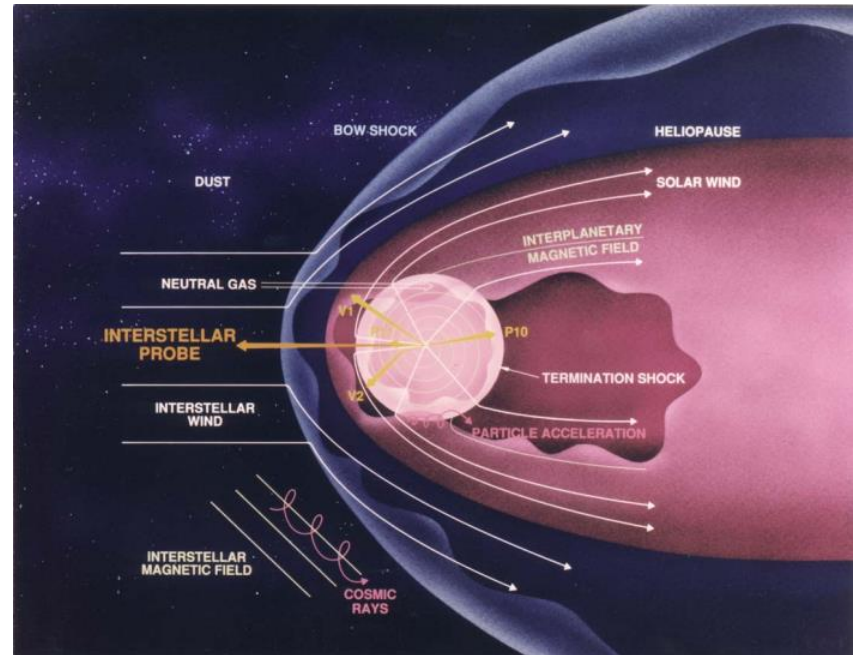 BOW SHOCK
HELIOPAUSE
DUST
SOLAR WIND
INTERPLANETARY
MAGNETIC FIELD
NEUTRAL GAS
V1
P10
INTERSTELLAR
PROBE
TERMINATION SHOCK
V2
INTERSTELLAR
WIND
PARTICLE ACCELERATION
INTERSTELLAR
MAGNETIC FIELD
COSMIC
RAYS